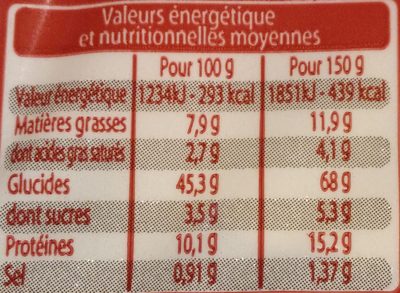 Valeurs énergétique
et nutritionnelles moyennes
Pour 100 g Pour 150 g
Valeur énergétique 1234kJ - 293 kcal 1851kJ - 439 kcal
Matières grasses 7,9 g 11,9 g
dont acides gras saturés 2,7 g 4,1 g
Glucides 45,3 g 68 g
dont sucres 3,5 g 5,3 g
Protéines 10,1 g 15,2 g
Sel 0,91 g 1,37 g